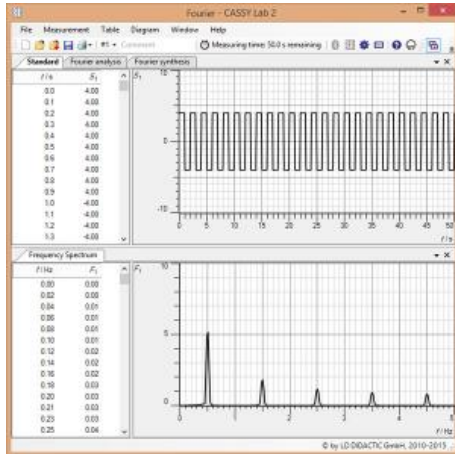 Fourier - CASSY Lab 2
File Measurement Table Diagram Window Help
#1 Comment Measuring time: 50.0 s remaining
Standard Fourier analysis Fourier synthesis
t / s S₁
0.0 4.00
0.1 4.00
0.2 4.00
0.3 4.00
0.4 4.00
0.5 4.00
0.6 4.00
0.7 4.00
0.8 4.00
0.9 4.00
1.0 -4.00
1.1 -4.00
1.2 -4.00
1.3 -4.00
S₁
10
0
-10
0 5 10 15 20 25 30 35 40 45 50
t / s
Frequency Spectrum
f / Hz F₁
0.00 0.00
0.02 0.00
0.04 0.01
0.06 0.01
0.08 0.01
0.10 0.01
0.12 0.02
0.14 0.02
0.16 0.02
0.18 0.03
0.20 0.03
0.21 0.03
0.23 0.03
0.25 0.04
F₁
10
5
0
0 1 2 3 4 5
f / Hz
© by LD DIDACTIC GmbH, 2010-2015